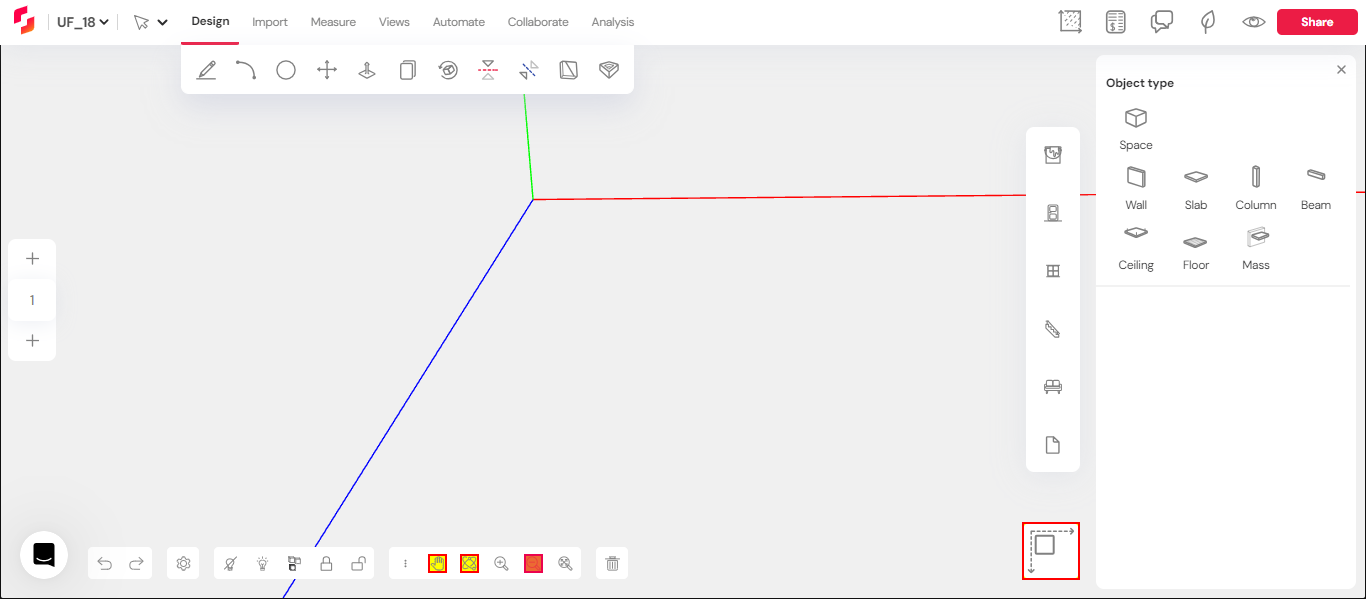 UF_18
Design
Import
Measure
Views
Automate
Collaborate
Analysis
Share
Object type
Space
Wall
Slab
Column
Beam
Ceiling
Floor
Mass
1